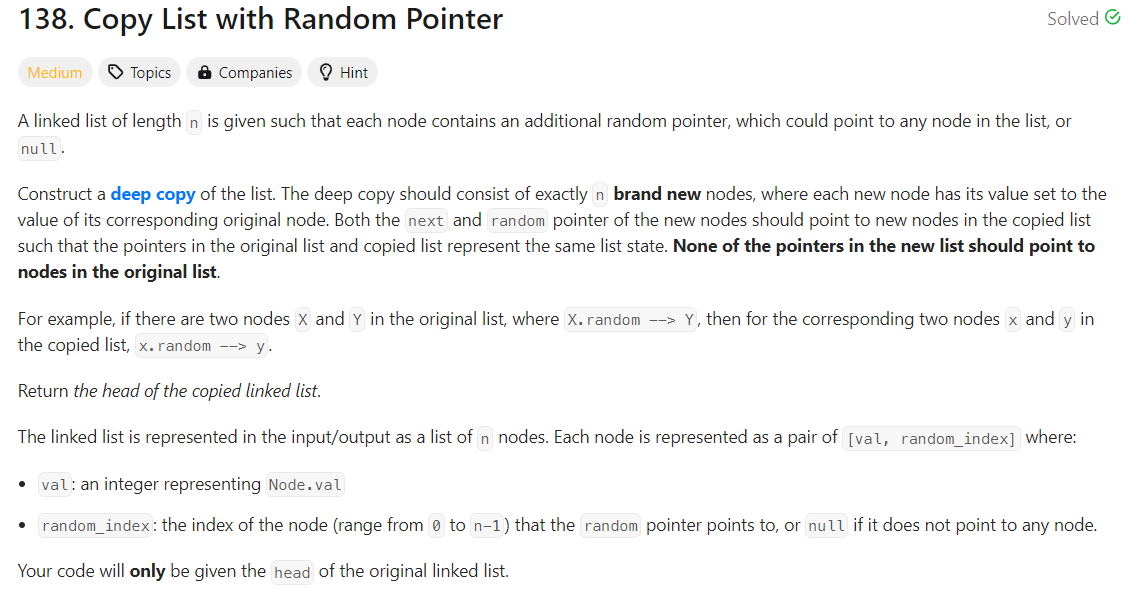 138. Copy List with Random Pointer
Solved
Medium Topics Companies Hint
A linked list of length n is given such that each node contains an additional random pointer, which could point to any node in the list, or
null.
Construct a deep copy of the list. The deep copy should consist of exactly n brand new nodes, where each new node has its value set to the
value of its corresponding original node. Both the next and random pointer of the new nodes should point to new nodes in the copied list
such that the pointers in the original list and copied list represent the same list state. None of the pointers in the new list should point to
nodes in the original list.
For example, if there are two nodes X and Y in the original list, where X.random --> Y, then for the corresponding two nodes x and y in
the copied list, x.random --> y.
Return the head of the copied linked list.
The linked list is represented in the input/output as a list of n nodes. Each node is represented as a pair of [val, random_index] where:
• val: an integer representing Node.val
• random_index: the index of the node (range from 0 to n-1) that the random pointer points to, or null if it does not point to any node.
Your code will only be given the head of the original linked list.